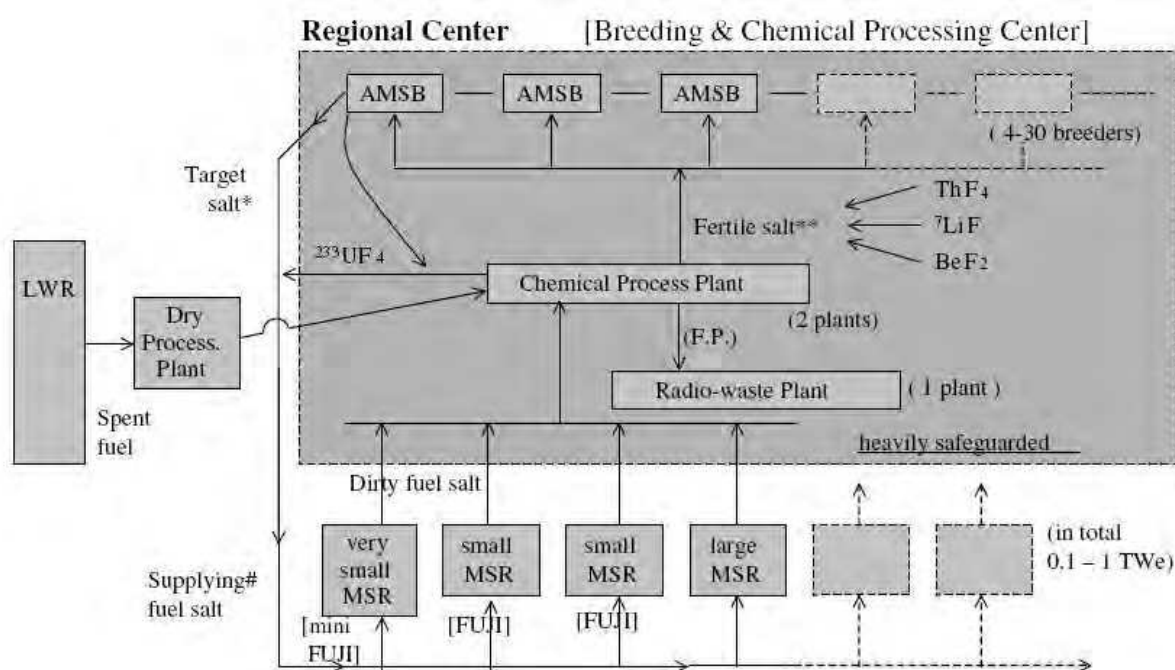 Regional Center [Breeding & Chemical Processing Center]
AMSB
AMSB
AMSB
( 4-30 breeders)
Target
salt*
ThF₄
Fertile salt**
⁷LiF
BeF₂
²³³UF₄
LWR
Chemical Process Plant
(2 plants)
Dry
Process.
Plant
(F.P.)
Radio-waste Plant
( 1 plant )
Spent
fuel
heavily safeguarded
Dirty fuel salt
very
small
MSR
small
MSR
small
MSR
large
MSR
(in total
0.1 – 1 TWe)
Supplying#
fuel salt
[mini
FUJI]
[FUJI]
[FUJI]